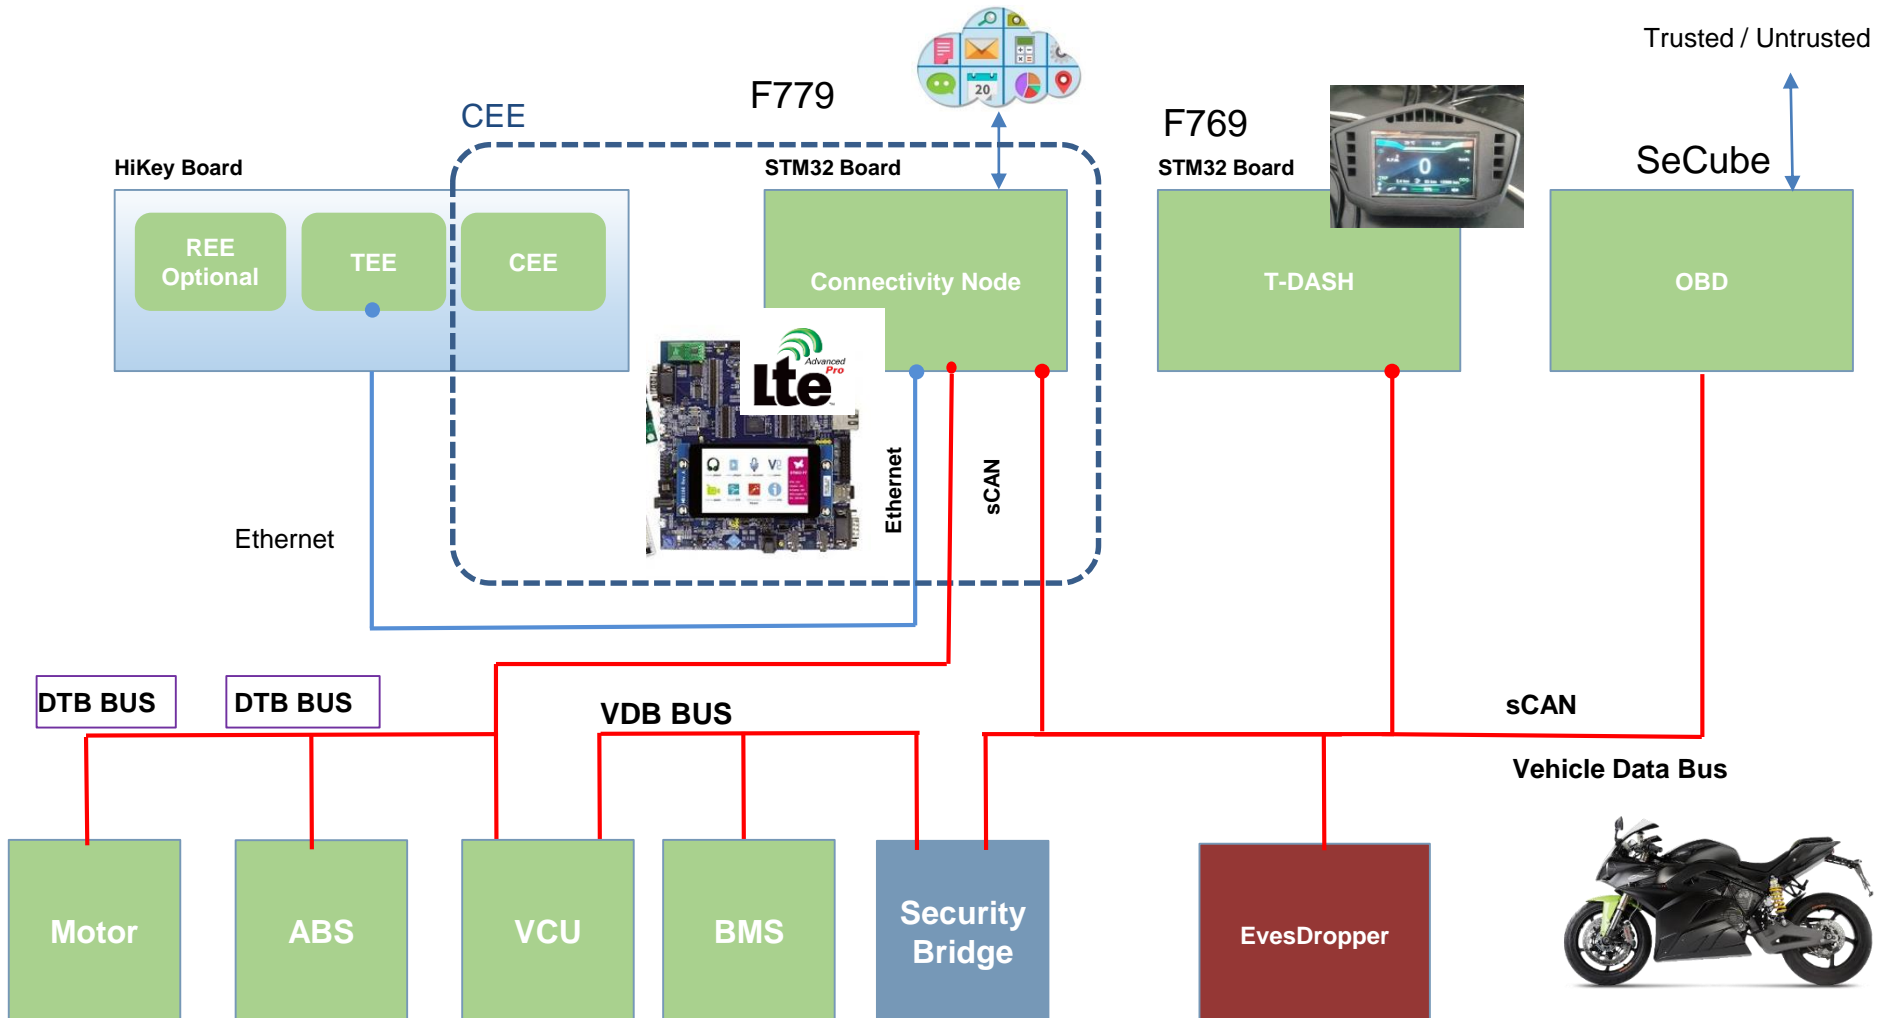 Trusted / Untrusted
20
F779
CEE
F769
SeCube
HiKey Board
STM32 Board
STM32 Board
0
REE
Optional
TEE
CEE
Connectivity Node
T-DASH
OBD
Advanced
Pro
Lte
Ethernet
sCAN
Ethernet
DTB BUS
DTB BUS
VDB BUS
sCAN
Vehicle Data Bus
Motor
ABS
VCU
BMS
Security
Bridge
EvesDropper